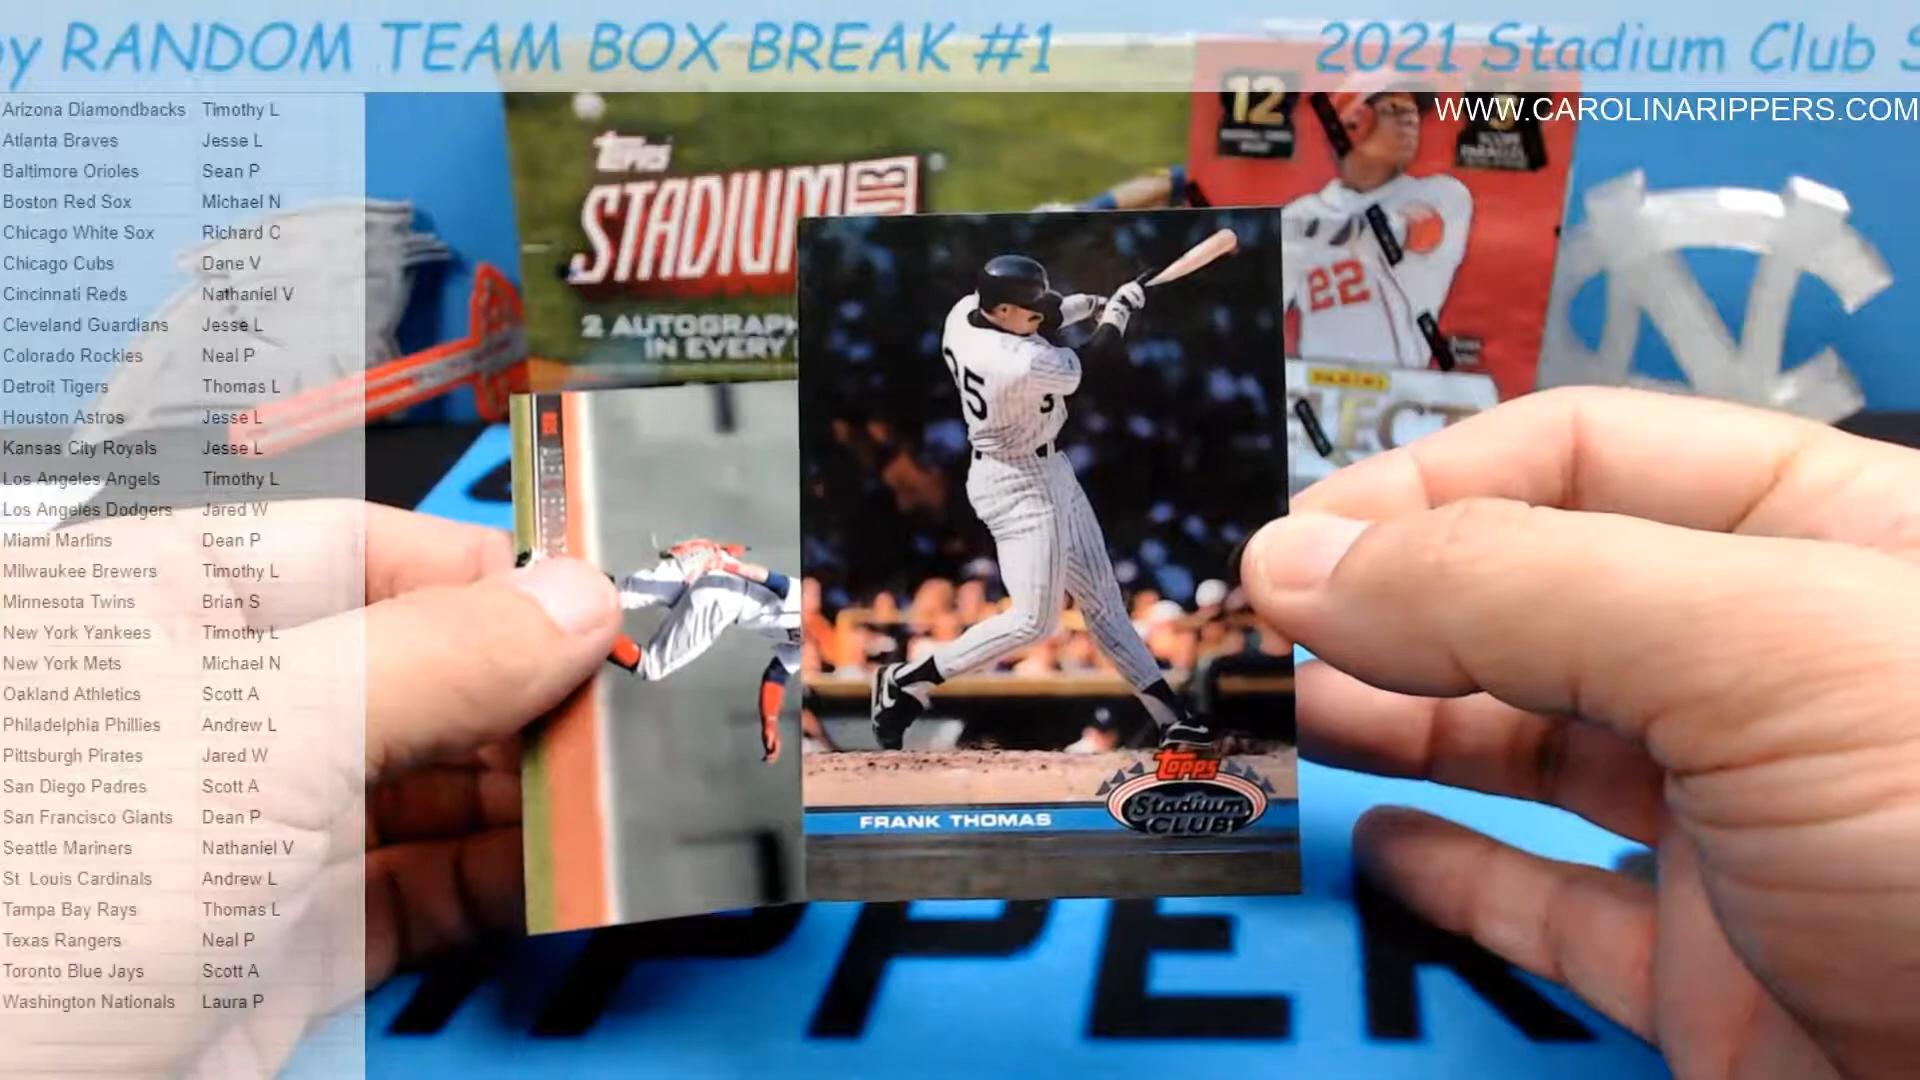 y RANDOM TEAM BOX BREAK #1 2021 Stadium Club S
WWW.CAROLINARIPPERS.COM
Arizona Diamondbacks Timothy L
Atlanta Braves Jesse L
Baltimore Orioles Sean P
Boston Red Sox Michael N
Chicago White Sox Richard C
Chicago Cubs Dane V
Cincinnati Reds Nathaniel V
Cleveland Guardians Jesse L
Colorado Rockies Neal P
Detroit Tigers Thomas L
Houston Astros Jesse L
Kansas City Royals Jesse L
Los Angeles Angels Timothy L
Los Angeles Dodgers Jared W
Miami Marlins Dean P
Milwaukee Brewers Timothy L
Minnesota Twins Brian S
New York Yankees Timothy L
New York Mets Michael N
Oakland Athletics Scott A
Philadelphia Phillies Andrew L
Pittsburgh Pirates Jared W
San Diego Padres Scott A
San Francisco Giants Dean P
Seattle Mariners Nathaniel V
St. Louis Cardinals Andrew L
Tampa Bay Rays Thomas L
Texas Rangers Neal P
Toronto Blue Jays Scott A
Washington Nationals Laura P
Topps
STADIUM
2 AUTOGRAPH
IN EVERY
12
22
PANINI
35
3
Topps
Stadium
CLUB
FRANK THOMAS